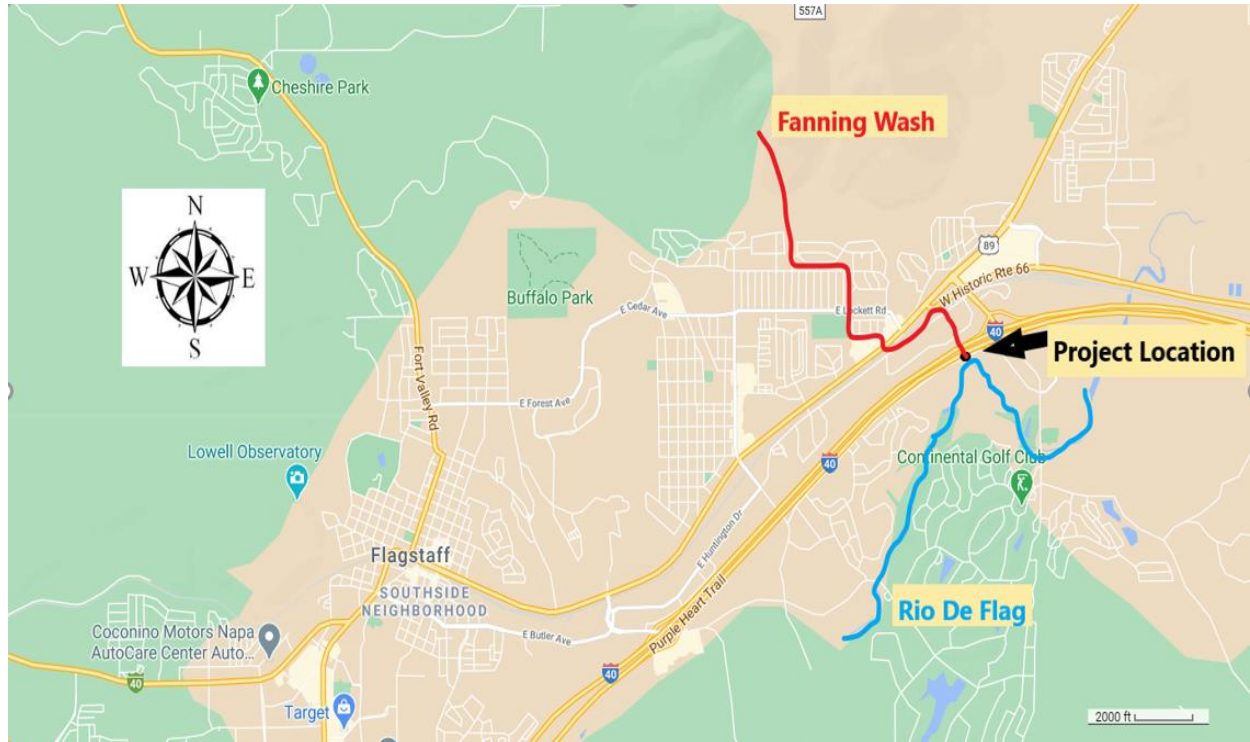 557A
Cheshire Park
Fanning Wash
N
W
E
S
89
W Historic Rte 66
Buffalo Park
E Cedar Ave
E Lockett Rd
40
Project Location
Fort Valley Rd
E Forest Ave
Lowell Observatory
40
Continental Golf Club
E Huntington Dr
Flagstaff
SOUTHSIDE
NEIGHBORHOOD
Rio De Flag
Purple Heart Trail
Coconino Motors Napa
AutoCare Center Auto...
E Butler Ave
40
40
Target
2000 ft